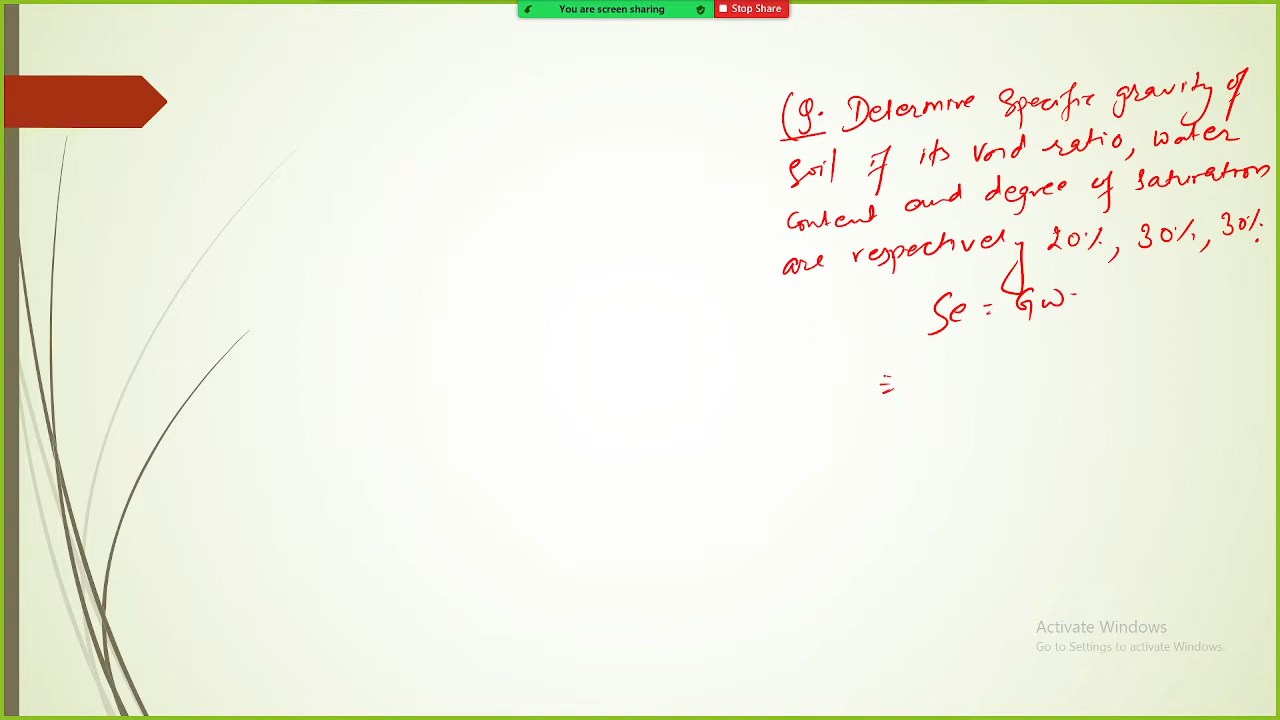 You are screen sharing
Stop Share
Q. Determine Specific gravity of
Soil if its void ratio, water
content and degree of saturation
are respectively 20%, 30%, 30%.
Se = Gw
=
Activate Windows
Go to Settings to activate Windows.